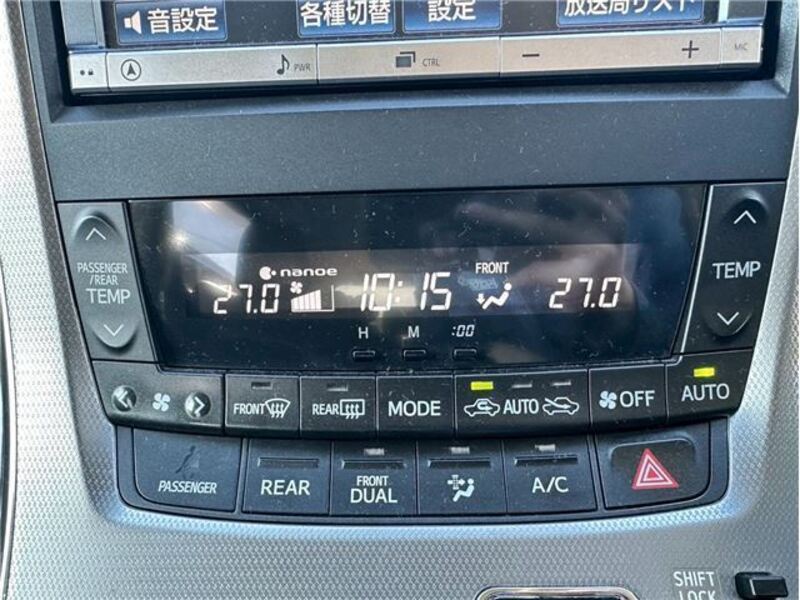 音設定 各種切替 設定 放送局リスト
PWR CTRL − + MIC
nanoe FRONT
PASSENGER
/REAR
TEMP
27.0 10:15 27.0
TEMP
H M :00
FRONT REAR MODE AUTO OFF AUTO
PASSENGER REAR FRONT DUAL A/C
SHIFT
LOCK